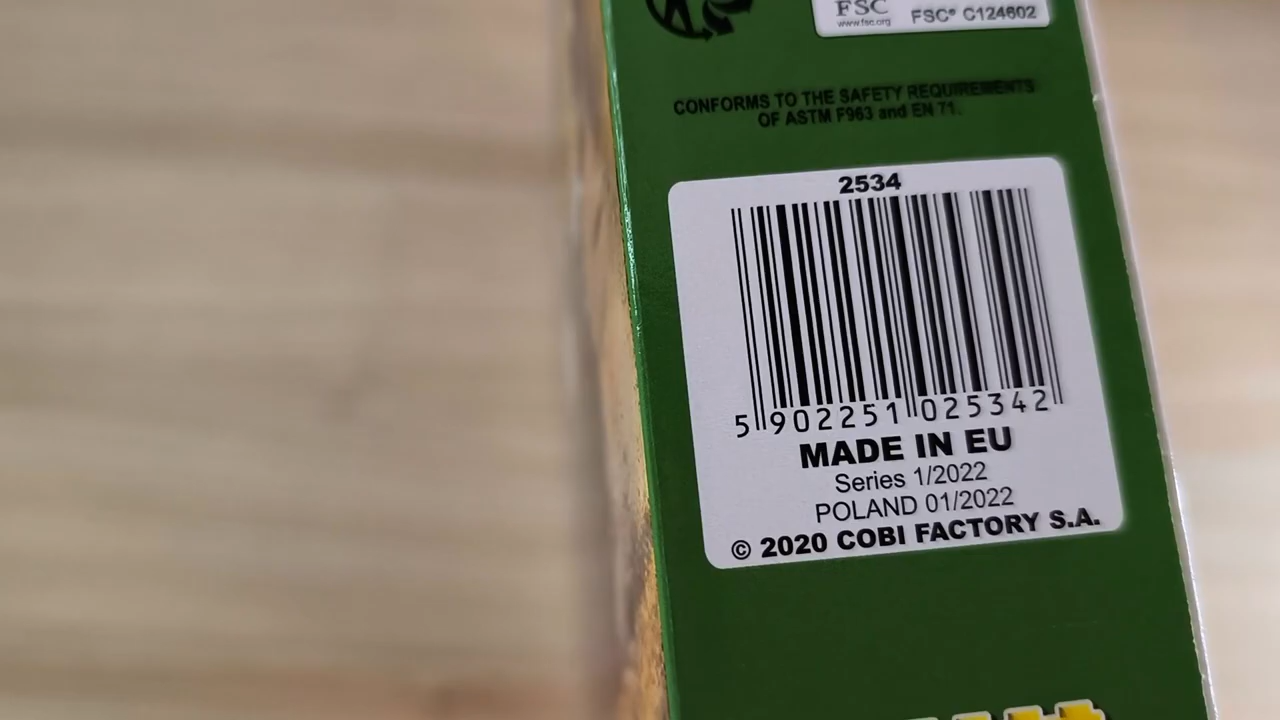 FSC
www.fsc.org
FSC® C124602
CONFORMS TO THE SAFETY REQUIREMENTS
OF ASTM F963 and EN 71.
2534
5 902251 025342
MADE IN EU
Series 1/2022
POLAND 01/2022
© 2020 COBI FACTORY S.A.